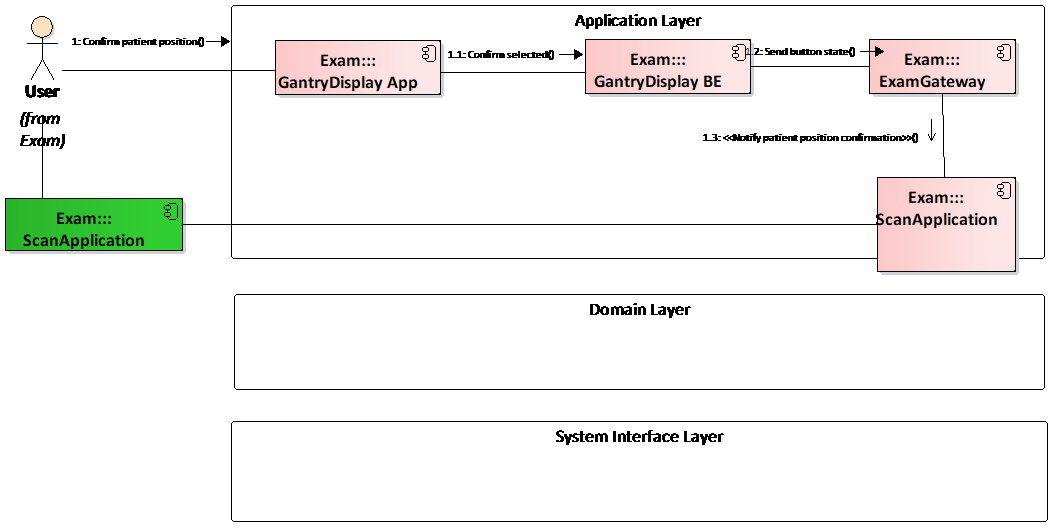 Application Layer
1: Confirm patient position()
Exam:::
GantryDisplay App
1.1: Confirm selected()
Exam:::
GantryDisplay BE
1.2: Send button state()
Exam:::
ExamGateway
User
(from
Exam)
1.3: <<Notify patient position confirmation>>()
Exam:::
ScanApplication
Exam:::
ScanApplication
Domain Layer
System Interface Layer